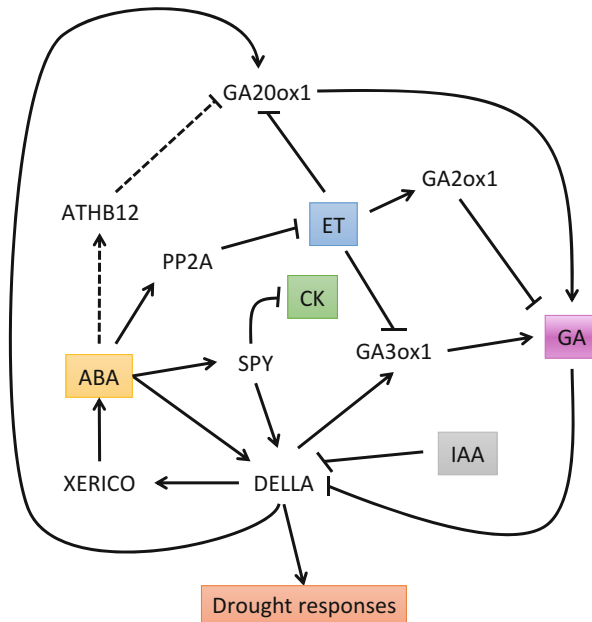 GA20ox1
GA2ox1
ATHB12
ET
PP2A
CK
GA3ox1
GA
SPY
ABA
IAA
XERICO
DELLA
Drought responses